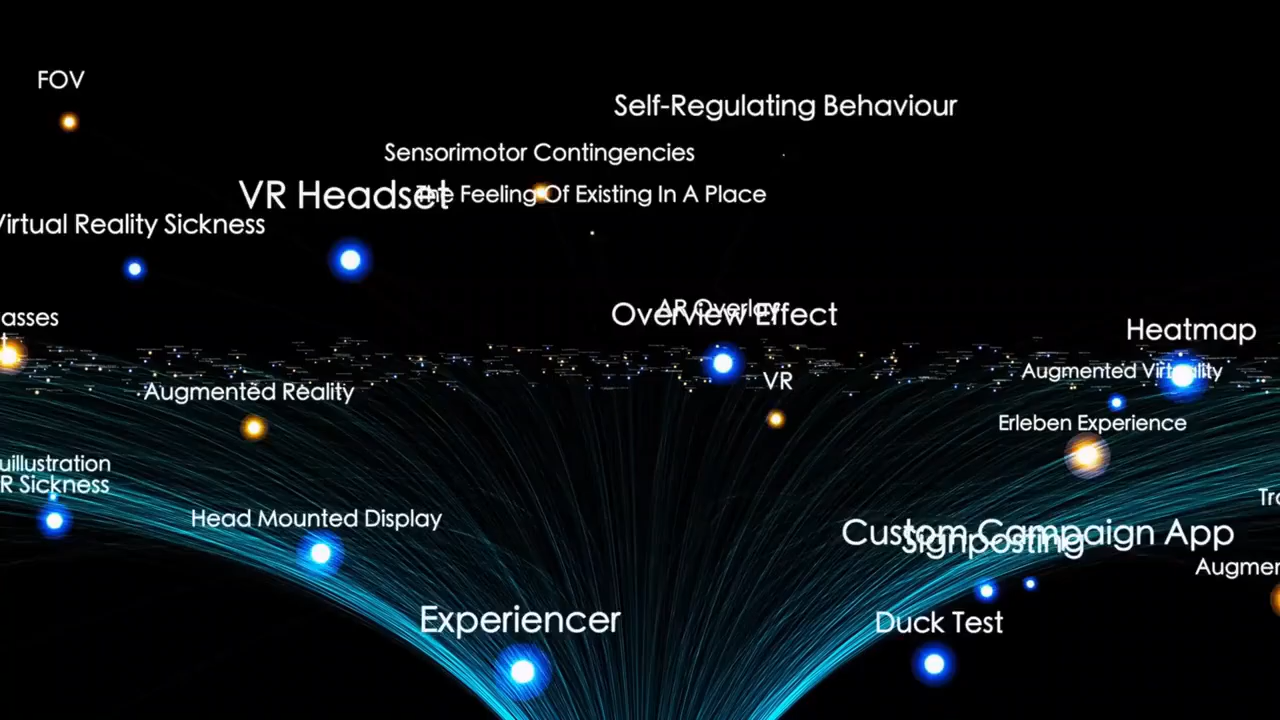 FOV
Self-Regulating Behaviour
Sensorimotor Contingencies
VR Headset
The Feeling Of Existing In A Place
Virtual Reality Sickness
AR Overlay
Overview Effect
asses
Heatmap
t
Augmented Virtuality
VR
Augmented Reality
Erleben Experience
uillustration
R Sickness
Tra
Head Mounted Display
Custom Campaign App
Signposting
Augmen
Experiencer
Duck Test